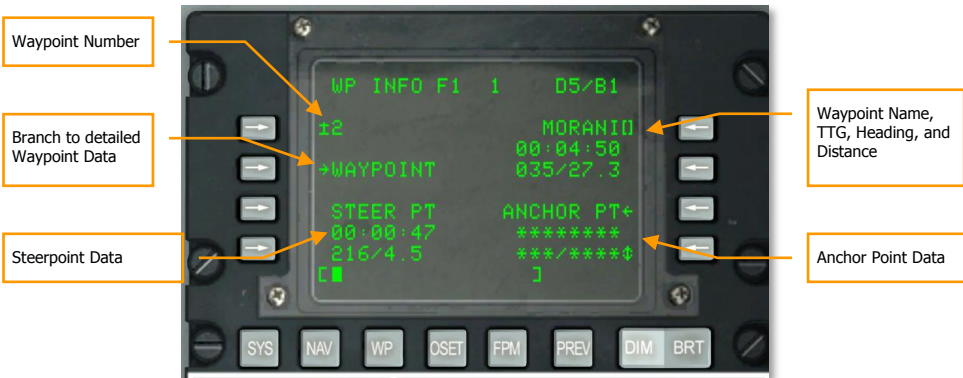 Waypoint Number
Branch to detailed
Waypoint Data
Steerpoint Data
WP INFO F1 1 D5/B1
±2 MORANI[]
00:04:50
→WAYPOINT 035/27.3
STEER PT ANCHOR PT←
00:00:47 ********
216/4.5 ***/****↕
[ ]
SYS NAV WP OSET FPM PREV DIM BRT
Waypoint Name,
TTG, Heading, and
Distance
Anchor Point Data